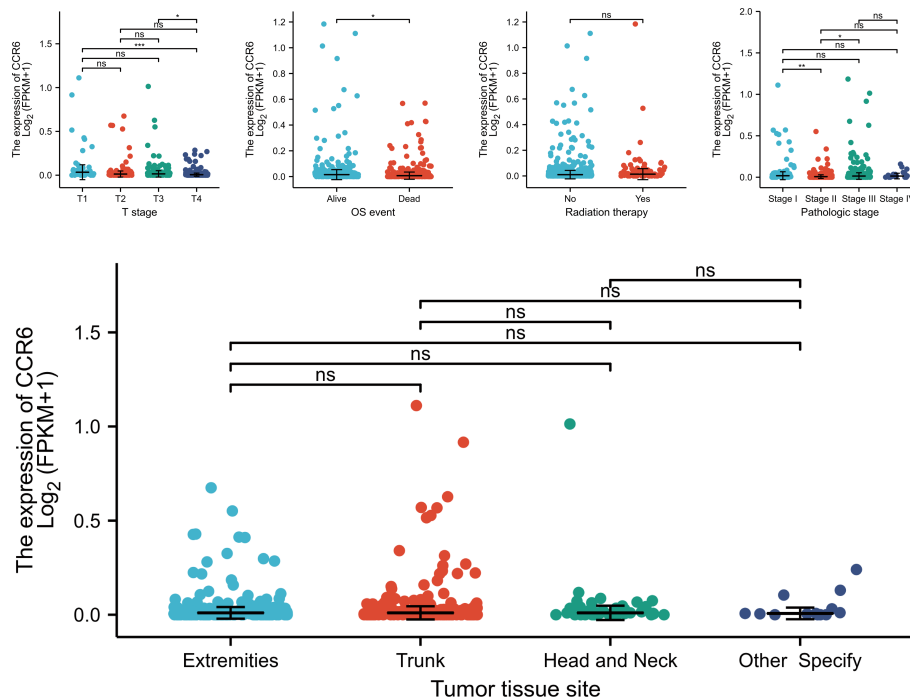 The expression of CCR6
Log2 (FPKM+1)
1.5
1.0
0.5
0.0
*
ns
ns
***
ns
ns
T1 T2 T3 T4
T stage
The expression of CCR6
Log2 (FPKM+1)
1.2
1.0
0.8
0.6
0.4
0.2
0.0
*
Alive Dead
OS event
The expression of CCR6
Log2 (FPKM+1)
1.2
1.0
0.8
0.6
0.4
0.2
0.0
ns
No Yes
Radiation therapy
The expression of CCR6
Log2 (FPKM+1)
2.0
1.5
1.0
0.5
0.0
ns
ns
*
ns
ns
**
Stage I Stage II Stage III Stage IV
Pathologic stage
The expression of CCR6
Log2 (FPKM+1)
1.5
1.0
0.5
0.0
ns
ns
ns
ns
ns
ns
Extremities Trunk Head and Neck Other Specify
Tumor tissue site